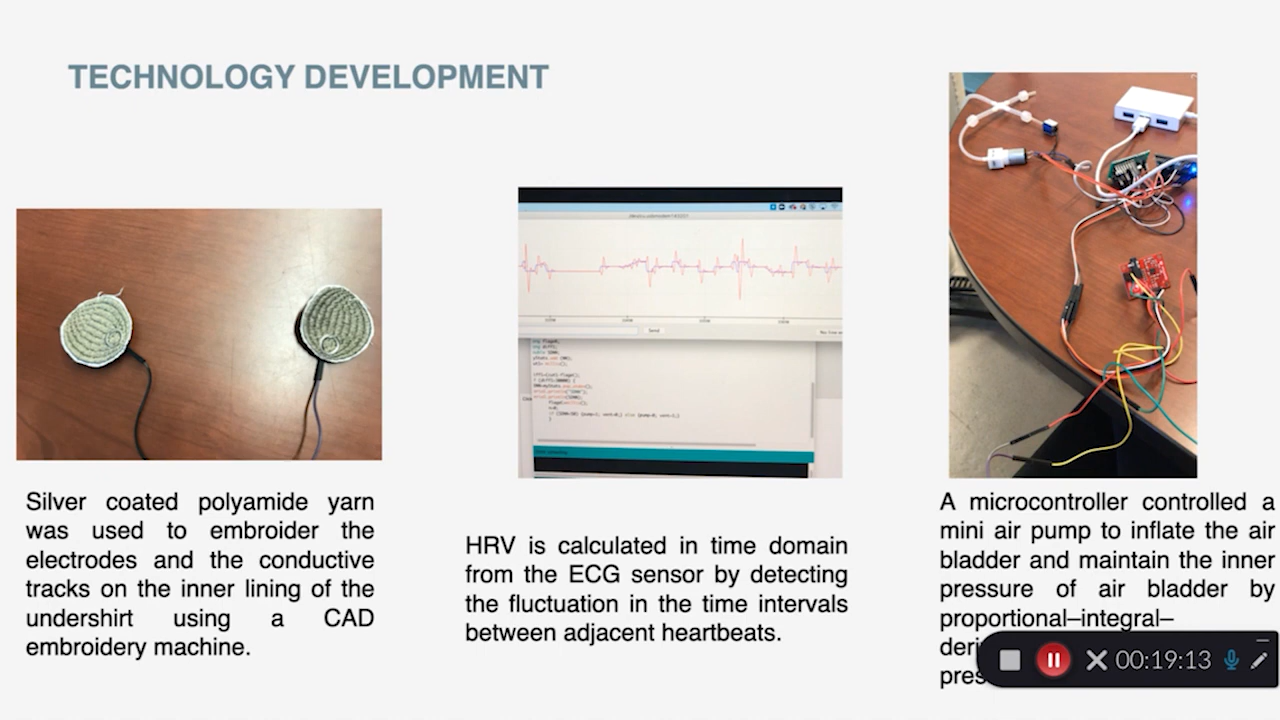 TECHNOLOGY DEVELOPMENT
Silver coated polyamide yarn
was used to embroider the
electrodes and the conductive
tracks on the inner lining of the
undershirt using a CAD
embroidery machine.
Send
HRV is calculated in time domain
from the ECG sensor by detecting
the fluctuation in the time intervals
between adjacent heartbeats.
A microcontroller controlled a
mini air pump to inflate the air
bladder and maintain the inner
pressure of air bladder by
proportional–integral–
00:19:13